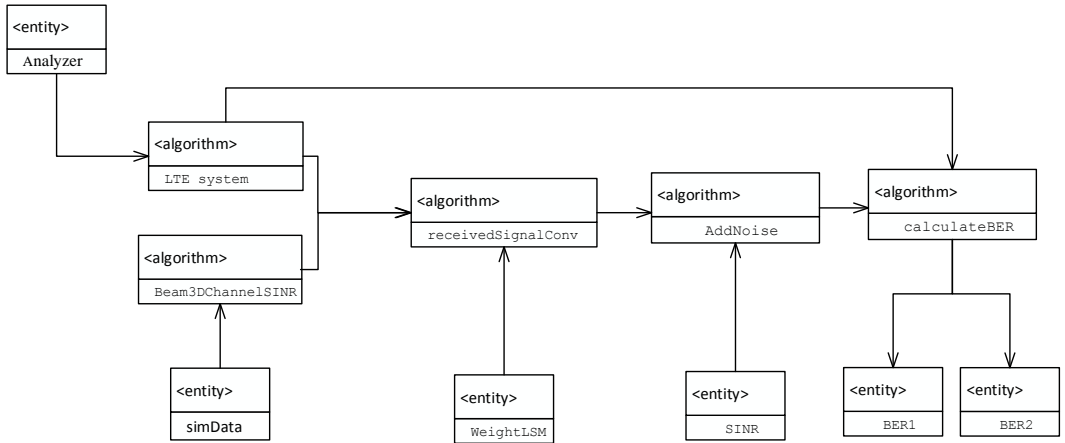 <entity>
Analyzer
<algorithm>
LTE system
<algorithm>
Beam3DChannelSINR
<entity>
simData
<algorithm>
receivedSignalConv
<entity>
WeightLSM
<algorithm>
AddNoise
<entity>
SINR
<algorithm>
calculateBER
<entity>
BER1
<entity>
BER2